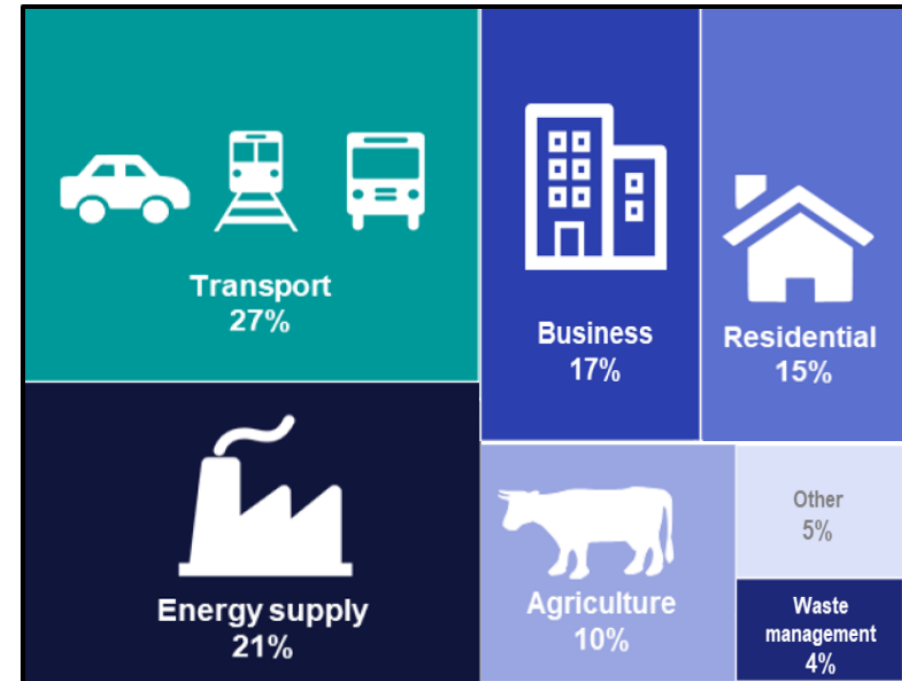 Transport
27%
Business
17%
Residential
15%
Energy supply
21%
Agriculture
10%
Other
5%
Waste
management
4%